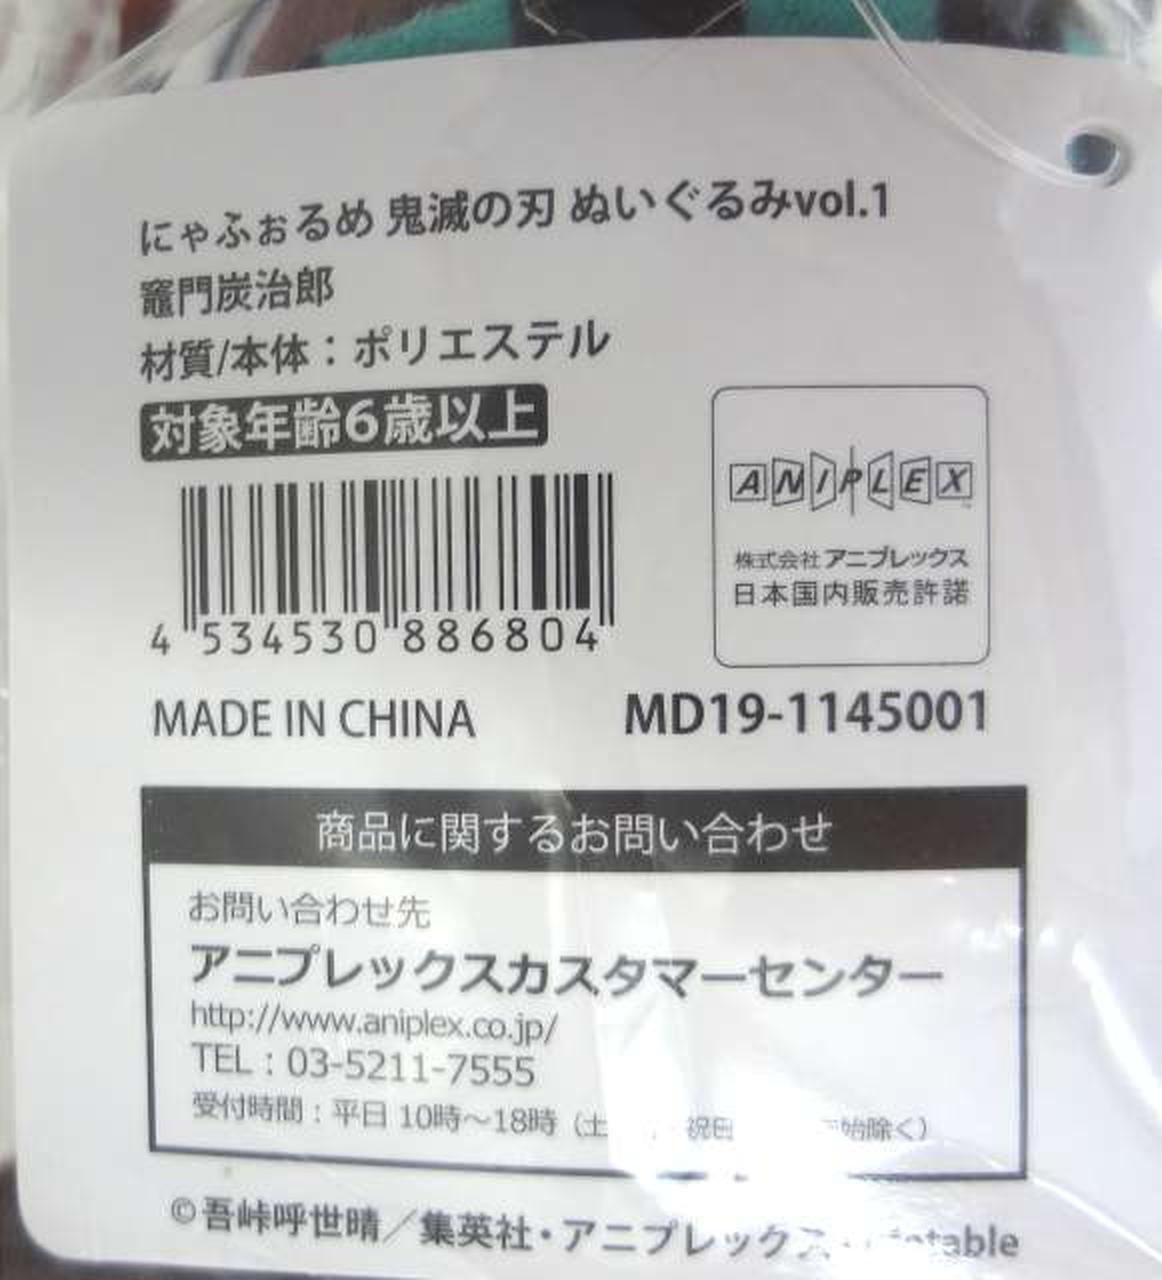 にゃふぉるめ 鬼滅の刃 ぬいぐるみvol.1
竈門炭治郎
材質/本体：ポリエステル
対象年齢6歳以上
ANIPLEX
株式会社アニプレックス
日本国内販売許諾
4 534530 886804
MADE IN CHINA
MD19-1145001
商品に関するお問い合わせ
お問い合わせ先
アニプレックスカスタマーセンター
http://www.aniplex.co.jp/
TEL：03-5211-7555
受付時間：平日 10時〜18時（土 祝日 始除く）
©吾峠呼世晴／集英社・アニプレックス